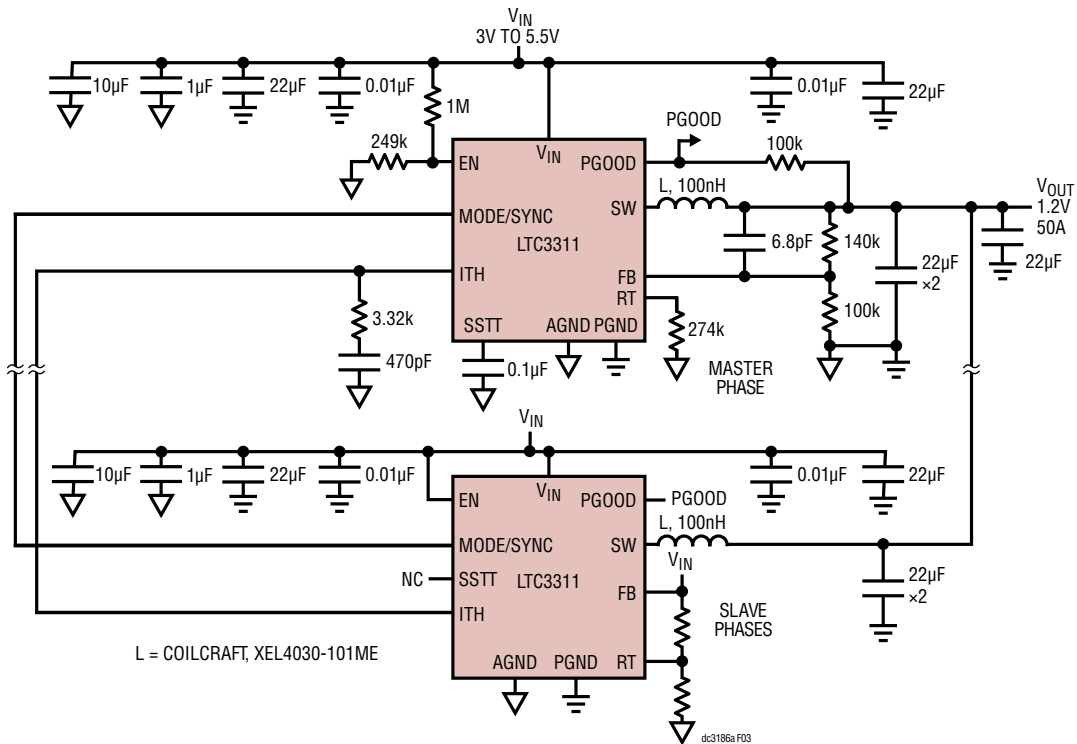 VIN
3V TO 5.5V
10µF
1µF
22µF
0.01µF
1M
0.01µF
22µF
249k
PGOOD
100k
EN
VIN
PGOOD
L, 100nH
VOUT
1.2V
50A
MODE/SYNC
SW
LTC3311
6.8pF
140k
22µF
×2
22µF
ITH
FB
RT
3.32k
100k
SSTT
AGND
PGND
274k
470pF
0.1µF
MASTER
PHASE
VIN
10µF
1µF
22µF
0.01µF
0.01µF
22µF
EN
VIN
PGOOD
PGOOD
L, 100nH
MODE/SYNC
SW
VIN
NC
SSTT
LTC3311
FB
22µF
×2
ITH
SLAVE
PHASES
L = COILCRAFT, XEL4030-101ME
AGND
PGND
RT
dc3186a F03